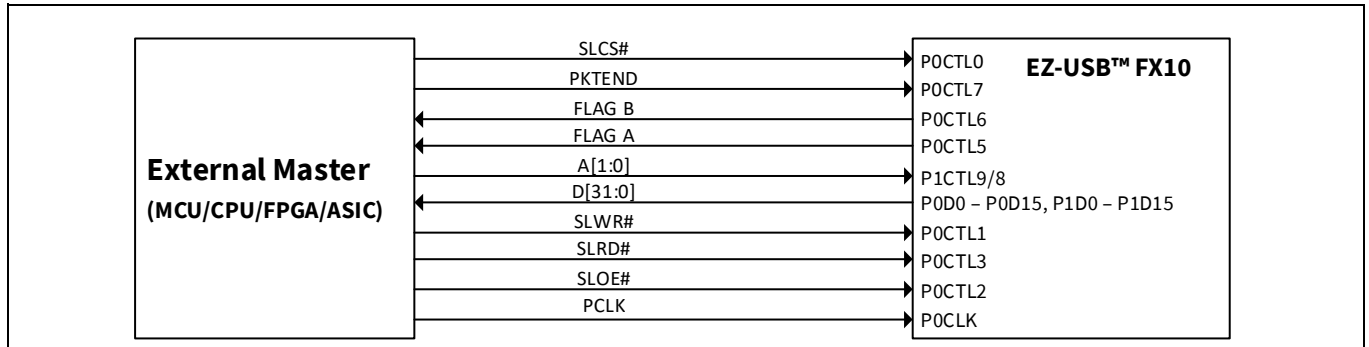 SLCS#
P0CTL0
EZ-USB™ FX10
PKTEND
P0CTL7
FLAG B
P0CTL6
FLAG A
P0CTL5
External Master
(MCU/CPU/FPGA/ASIC)
A[1:0]
P1CTL9/8
D[31:0]
P0D0 – P0D15, P1D0 – P1D15
SLWR#
P0CTL1
SLRD#
P0CTL3
SLOE#
P0CTL2
PCLK
P0CLK